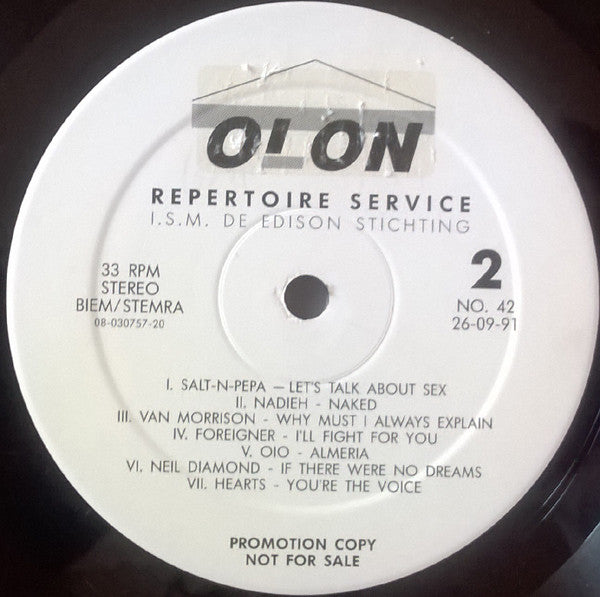 OLON
REPERTOIRE SERVICE
I.S.M. DE EDISON STICHTING
33 RPM
STEREO
BIEM/STEMRA
08-030757-20
2
NO. 42
26-09-91
I. SALT-N-PEPA – LET'S TALK ABOUT SEX
II. NADIEH - NAKED
III. VAN MORRISON - WHY MUST I ALWAYS EXPLAIN
IV. FOREIGNER - I'LL FIGHT FOR YOU
V. OIO - ALMERIA
VI. NEIL DIAMOND - IF THERE WERE NO DREAMS
VII. HEARTS - YOU'RE THE VOICE
PROMOTION COPY
NOT FOR SALE